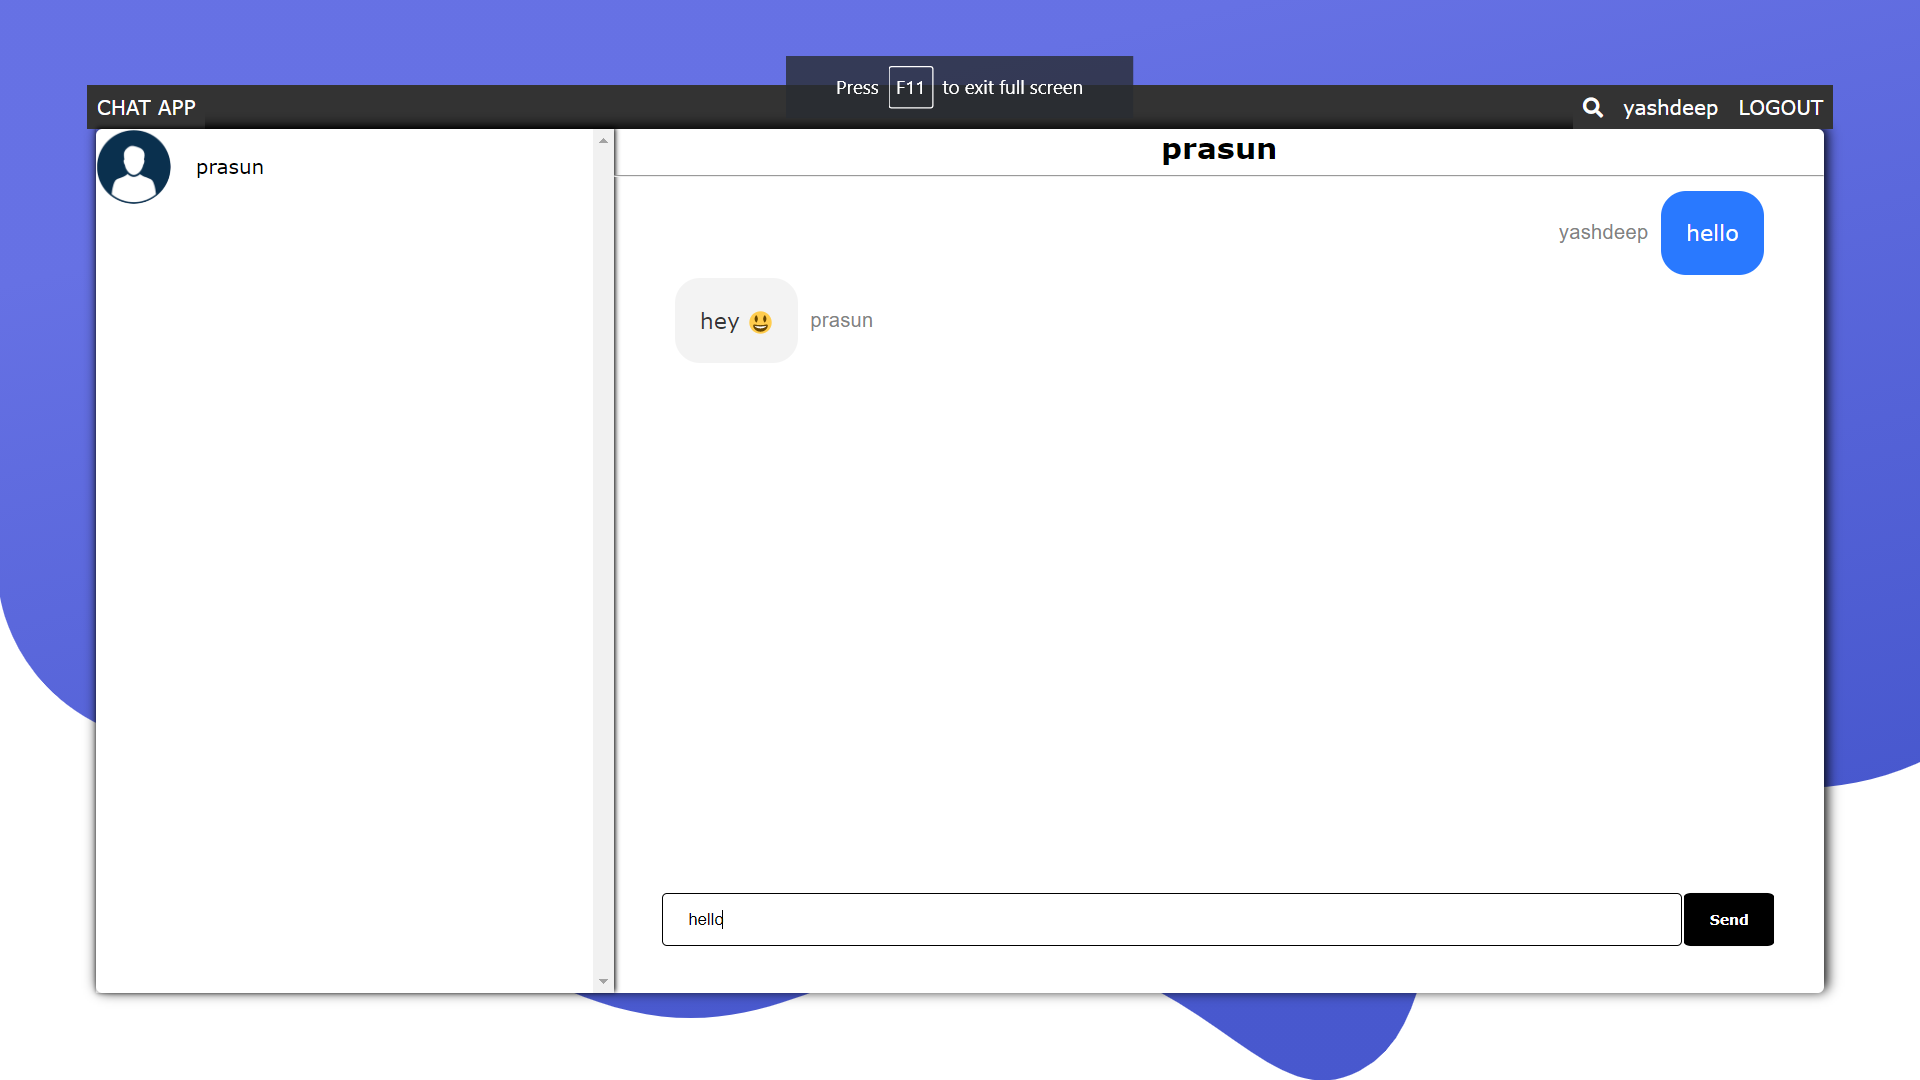 Press F11 to exit full screen
CHAT APP
yashdeep LOGOUT
prasun
prasun
yashdeep hello
hey 😃 prasun
hello
Send